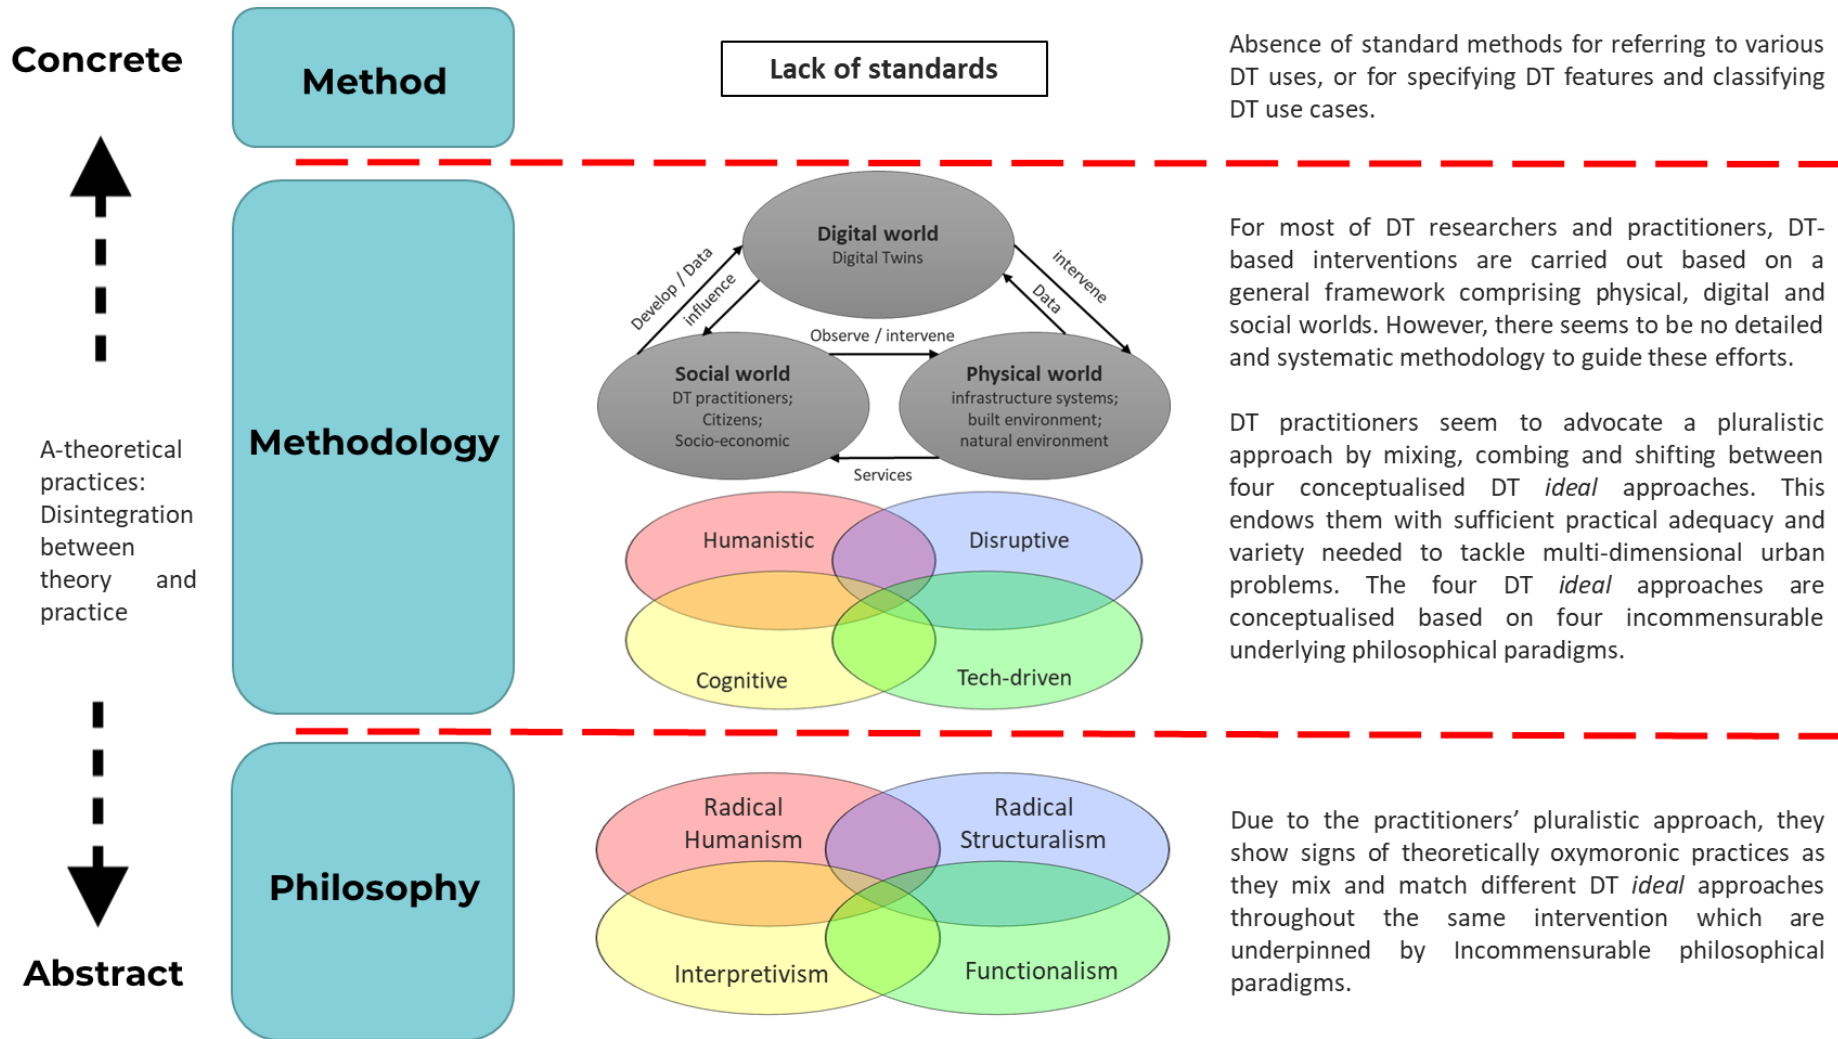 Concrete
Method
Lack of standards
Absence of standard methods for referring to various
DT uses, or for specifying DT features and classifying
DT use cases.
A-theoretical
practices:
Disintegration
between
theory and
practice
Methodology
Digital world
Digital Twins
Develop / Data
influence
intervene
Data
Observe / intervene
Social world
DT practitioners;
Citizens;
Socio-economic
Physical world
infrastructure systems;
built environment;
natural environment
Services
Humanistic
Disruptive
Cognitive
Tech-driven
For most of DT researchers and practitioners, DT-
based interventions are carried out based on a
general framework comprising physical, digital and
social worlds. However, there seems to be no detailed
and systematic methodology to guide these efforts.
DT practitioners seem to advocate a pluralistic
approach by mixing, combing and shifting between
four conceptualised DT ideal approaches. This
endows them with sufficient practical adequacy and
variety needed to tackle multi-dimensional urban
problems. The four DT ideal approaches are
conceptualised based on four incommensurable
underlying philosophical paradigms.
Abstract
Philosophy
Radical
Humanism
Radical
Structuralism
Interpretivism
Functionalism
Due to the practitioners’ pluralistic approach, they
show signs of theoretically oxymoronic practices as
they mix and match different DT ideal approaches
throughout the same intervention which are
underpinned by Incommensurable philosophical
paradigms.